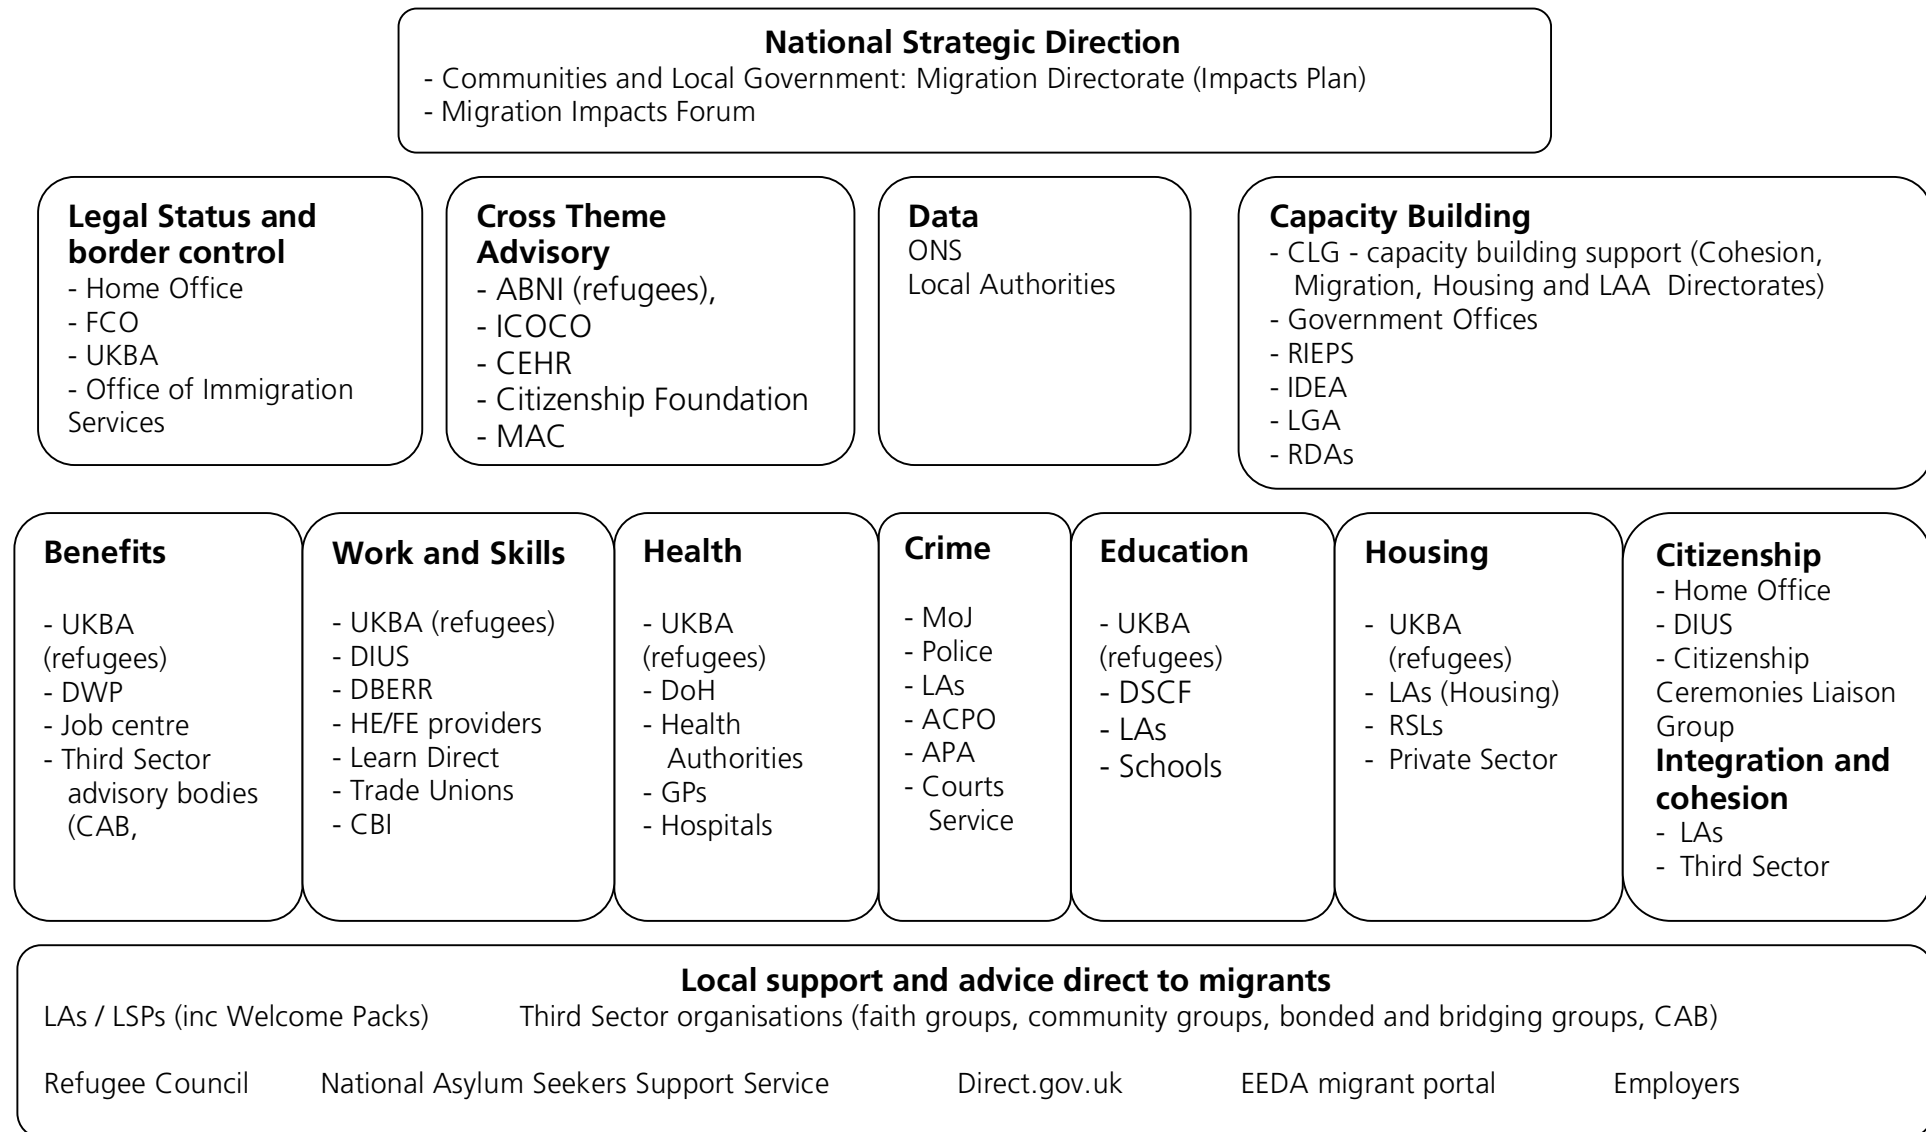 National Strategic Direction
- Communities and Local Government: Migration Directorate (Impacts Plan)
- Migration Impacts Forum
Legal Status and
border control
- Home Office
- FCO
- UKBA
- Office of Immigration
Services
Cross Theme
Advisory
- ABNI (refugees),
- ICOCO
- CEHR
- Citizenship Foundation
- MAC
Data
ONS
Local Authorities
Capacity Building
- CLG - capacity building support (Cohesion,
Migration, Housing and LAA Directorates)
- Government Offices
- RIEPS
- IDEA
- LGA
- RDAs
Benefits
- UKBA
(refugees)
- DWP
- Job centre
- Third Sector
advisory bodies
(CAB,
Work and Skills
- UKBA (refugees)
- DIUS
- DBERR
- HE/FE providers
- Learn Direct
- Trade Unions
- CBI
Health
- UKBA
(refugees)
- DoH
- Health
Authorities
- GPs
- Hospitals
Crime
- MoJ
- Police
- LAs
- ACPO
- APA
- Courts
Service
Education
- UKBA
(refugees)
- DSCF
- LAs
- Schools
Housing
- UKBA
(refugees)
- LAs (Housing)
- RSLs
- Private Sector
Citizenship
- Home Office
- DIUS
- Citizenship
Ceremonies Liaison
Group
Integration and
cohesion
- LAs
- Third Sector
Local support and advice direct to migrants
LAs / LSPs (inc Welcome Packs) Third Sector organisations (faith groups, community groups, bonded and bridging groups, CAB)
Refugee Council National Asylum Seekers Support Service Direct.gov.uk EEDA migrant portal Employers